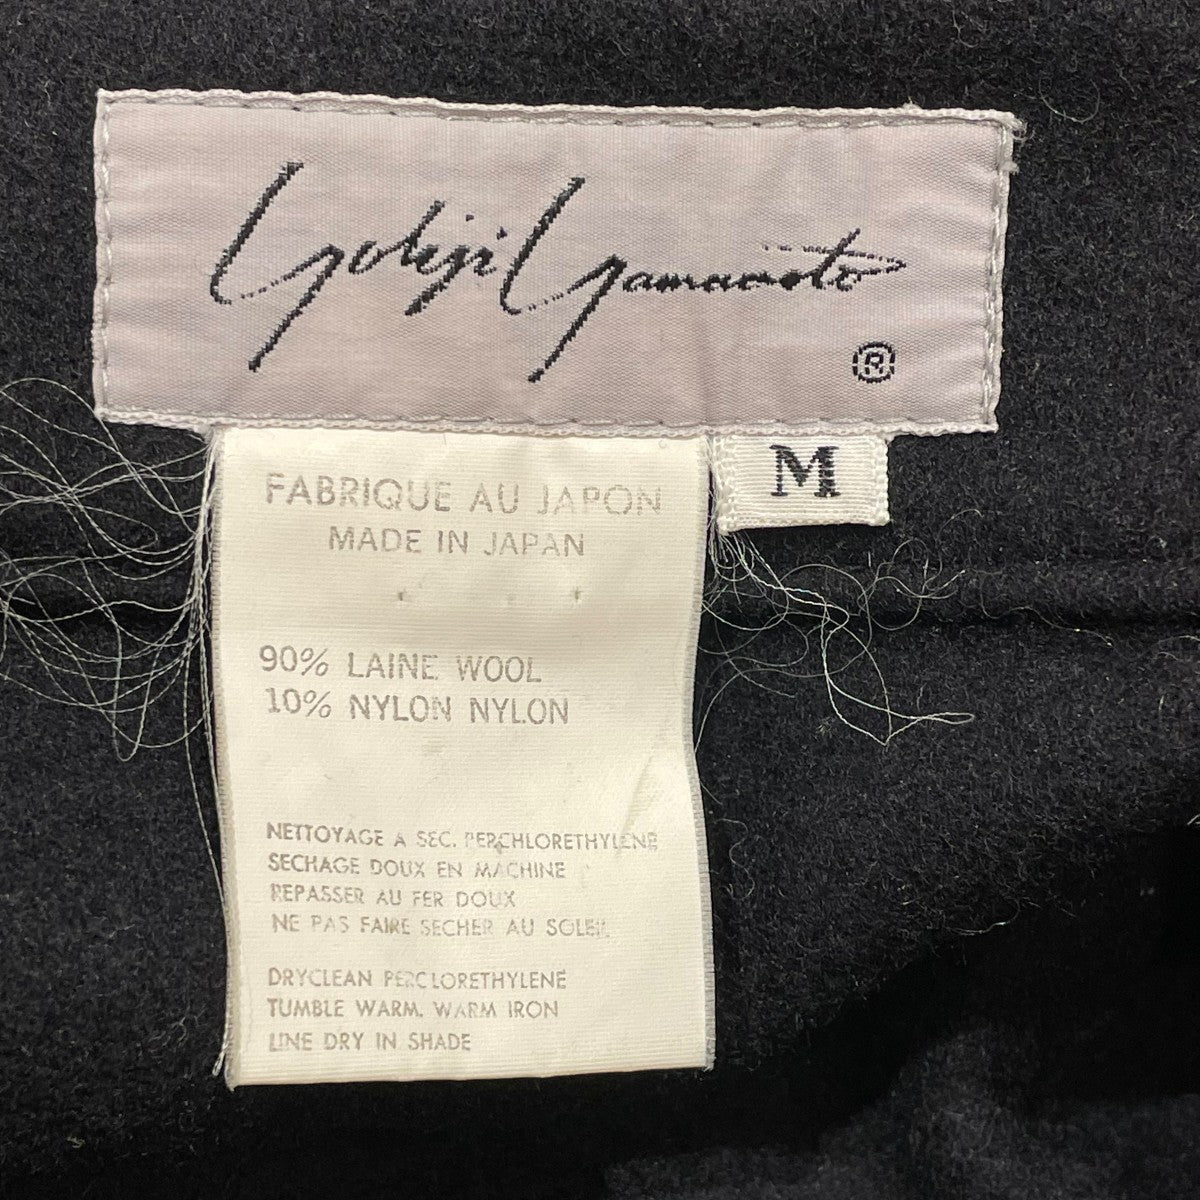 Yohji Yamamoto
®
M
FABRIQUE AU JAPON
MADE IN JAPAN
90% LAINE WOOL
10% NYLON NYLON
NETTOYAGE A SEC. PERCHLORETHYLENE
SECHAGE DOUX EN MACHINE
REPASSER AU FER DOUX
NE PAS FAIRE SECHER AU SOLEIL
DRYCLEAN PERCLORETHYLENE
TUMBLE WARM. WARM IRON
LINE DRY IN SHADE